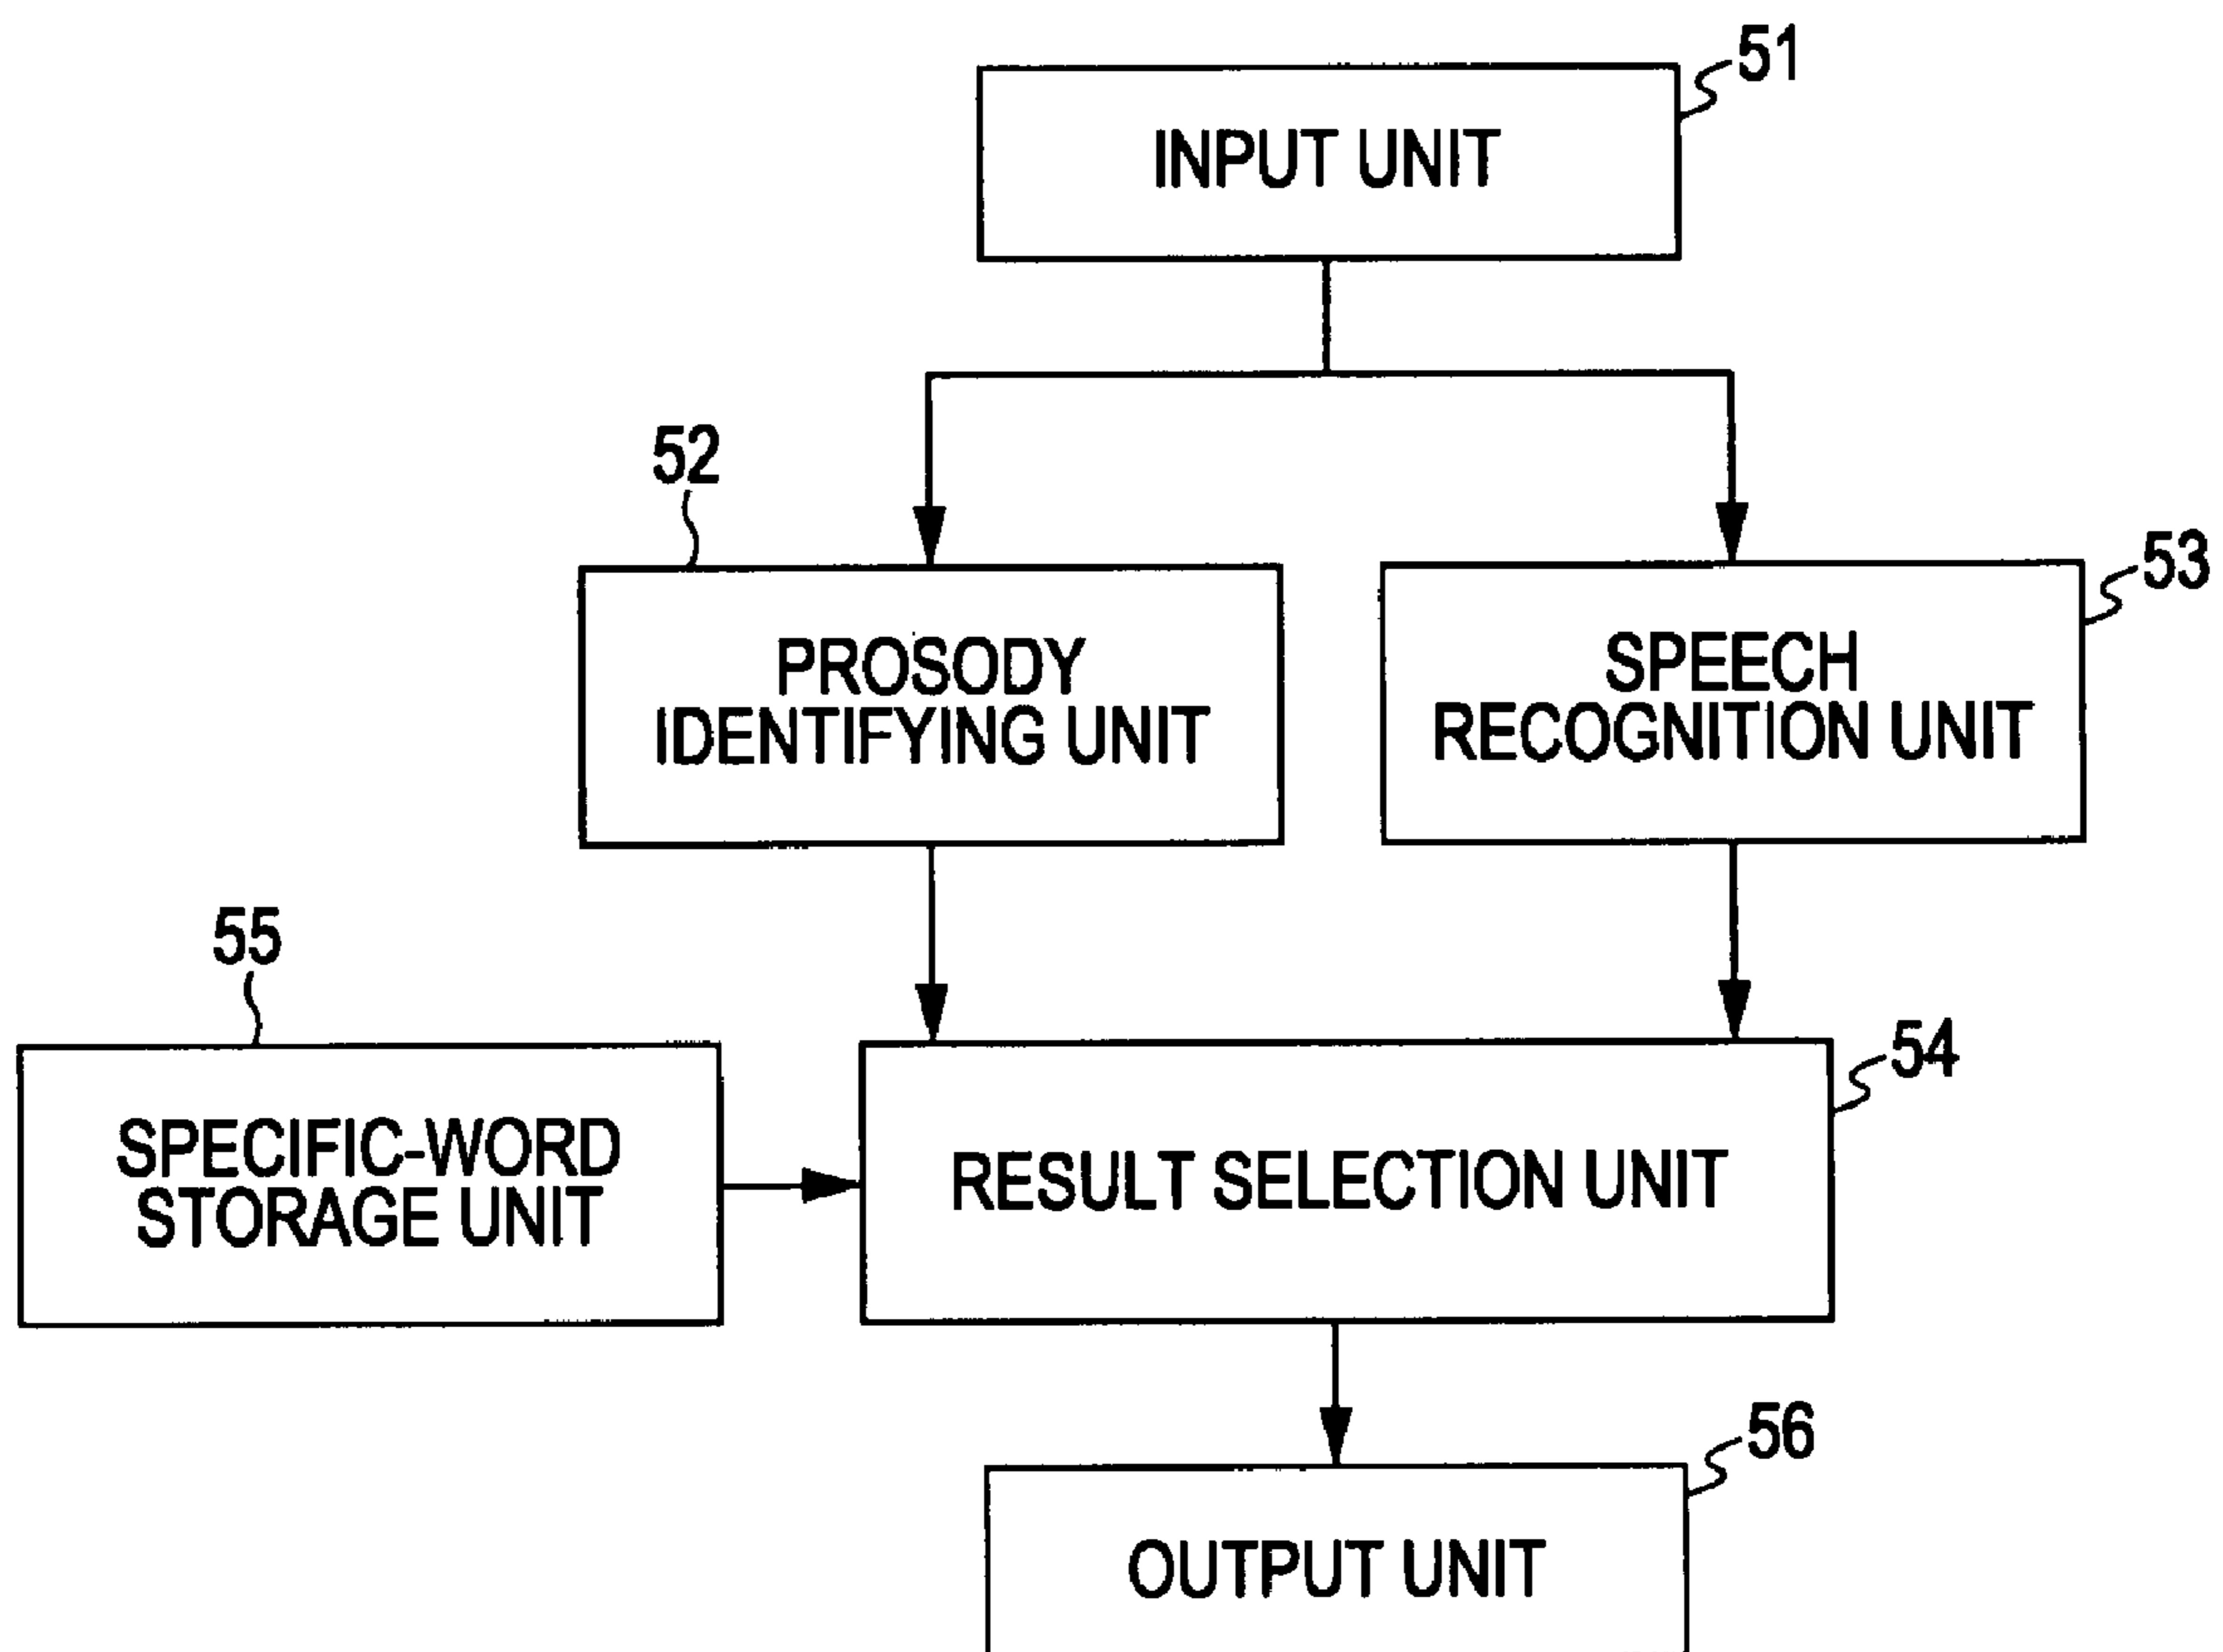 51
INPUT UNIT
52
53
PROSODY
IDENTIFYING UNIT
SPEECH
RECOGNITION UNIT
55
54
SPECIFIC-WORD
STORAGE UNIT
RESULT SELECTION UNIT
56
OUTPUT UNIT